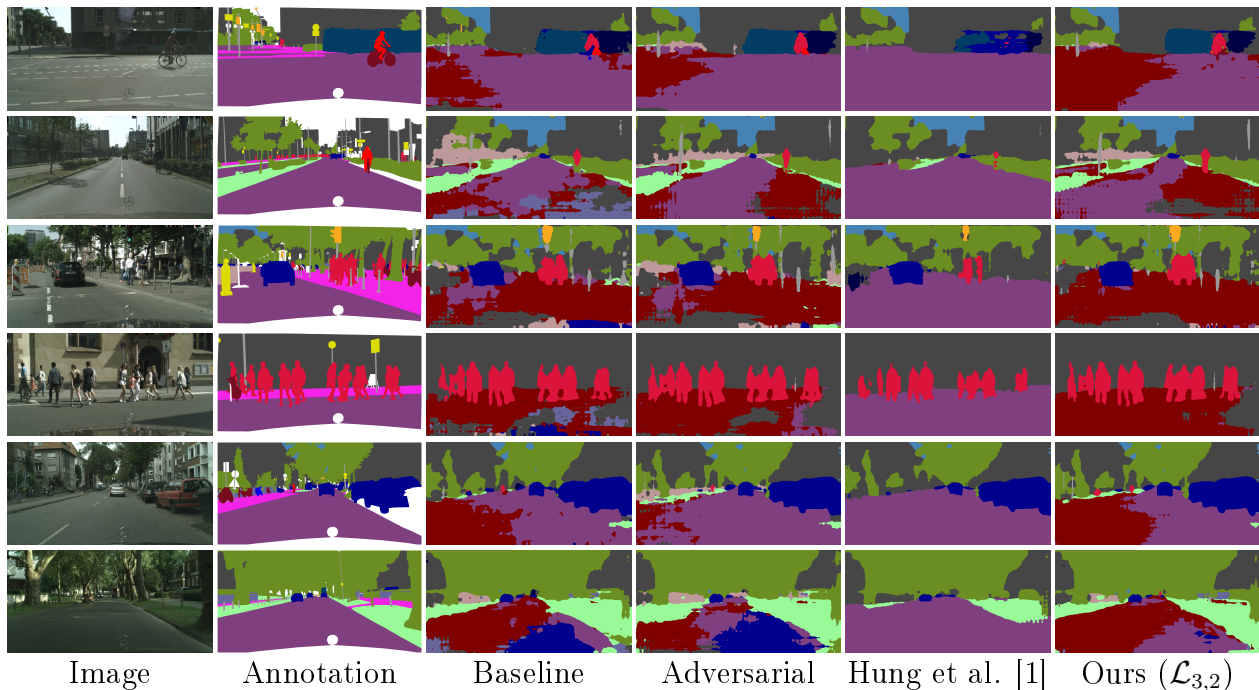 Image Annotation Baseline Adversarial Hung et al. [1] Ours (𝓛₃,₂)